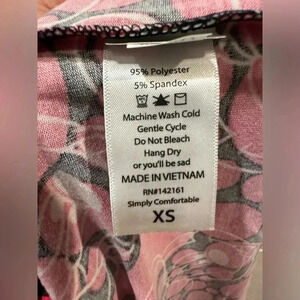 95% Polyester
5% Spandex
Machine Wash Cold
Gentle Cycle
Do Not Bleach
Hang Dry
or you'll be sad
MADE IN VIETNAM
RN#142161
Simply Comfortable
XS